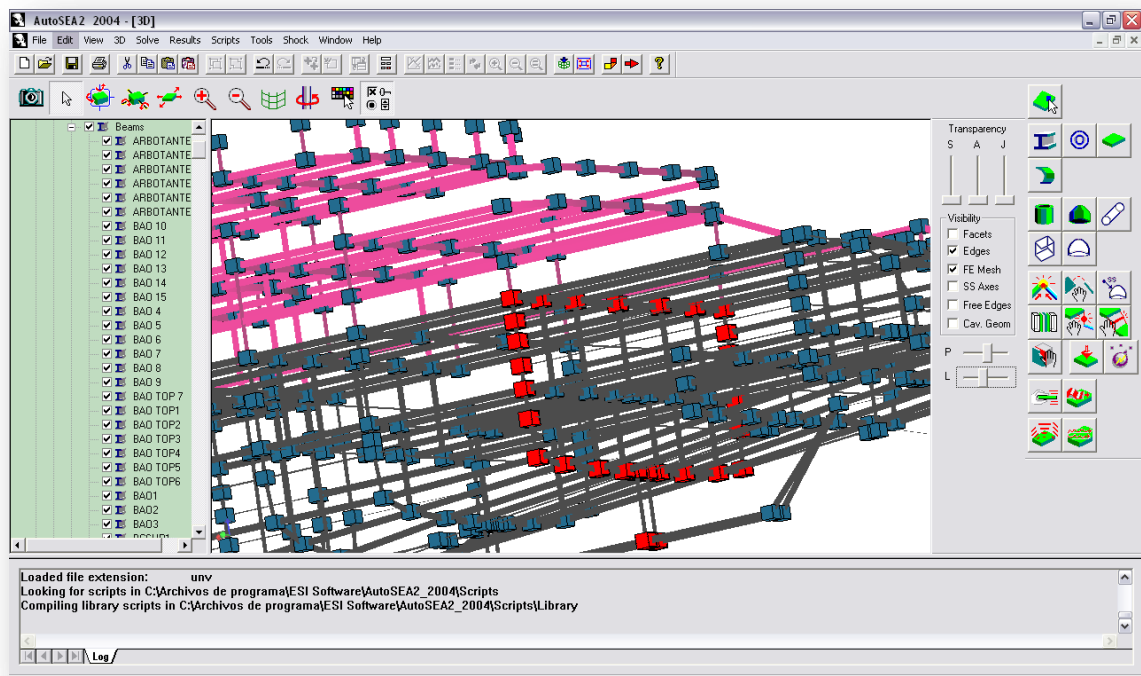 AutoSEA2 2004 - [3D]
File Edit View 3D Solve Results Scripts Tools Shock Window Help
Beams
ARBOTANTE
ARBOTANTE
ARBOTANTE
ARBOTANTE
ARBOTANTE
ARBOTANTE
BAO 10
BAO 11
BAO 12
BAO 13
BAO 14
BAO 15
BAO 4
BAO 5
BAO 6
BAO 7
BAO 8
BAO 9
BAO TOP 7
BAO TOP1
BAO TOP2
BAO TOP3
BAO TOP4
BAO TOP5
BAO TOP6
BAO1
BAO2
BAO3
Transparency
S A J
Visibility
Facets
Edges
FE Mesh
SS Axes
Free Edges
Cav. Geom
P
L
SS
Loaded file extension: unv
Looking for scripts in C:\Archivos de programa\ESI Software\AutoSEA2_2004\Scripts
Compiling library scripts in C:\Archivos de programa\ESI Software\AutoSEA2_2004\Scripts\Library
Log